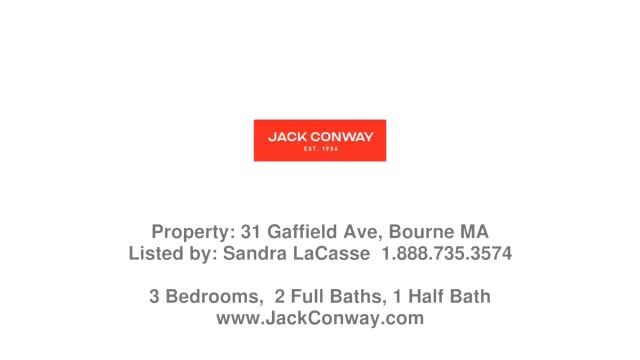 JACK CONWAY
EST. 1956
Property: 31 Gaffield Ave, Bourne MA
Listed by: Sandra LaCasse  1.888.735.3574
3 Bedrooms,  2 Full Baths, 1 Half Bath
www.JackConway.com